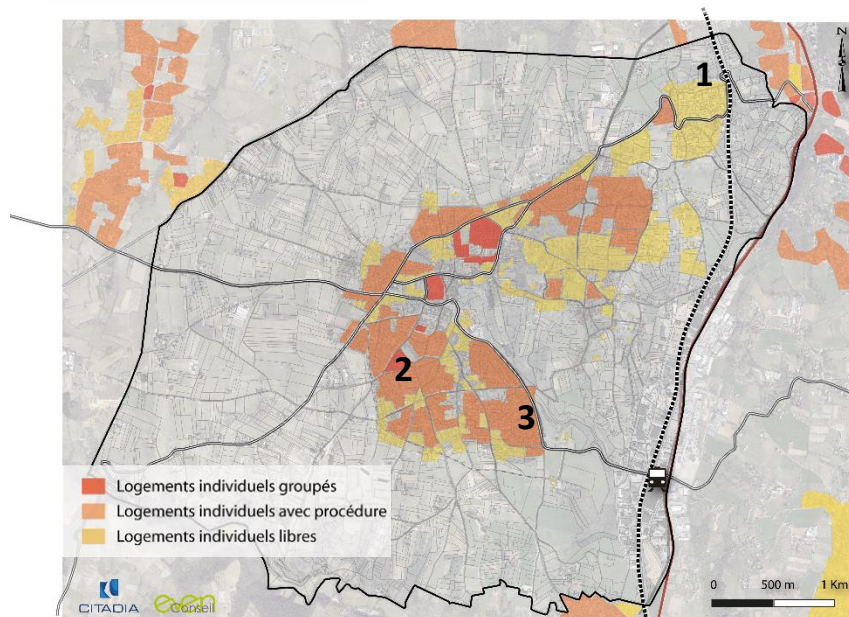 1
N
2
3
Logements individuels groupés
Logements individuels avec procédure
Logements individuels libres
CITADIA
even
Conseil
0 500 m 1 Km